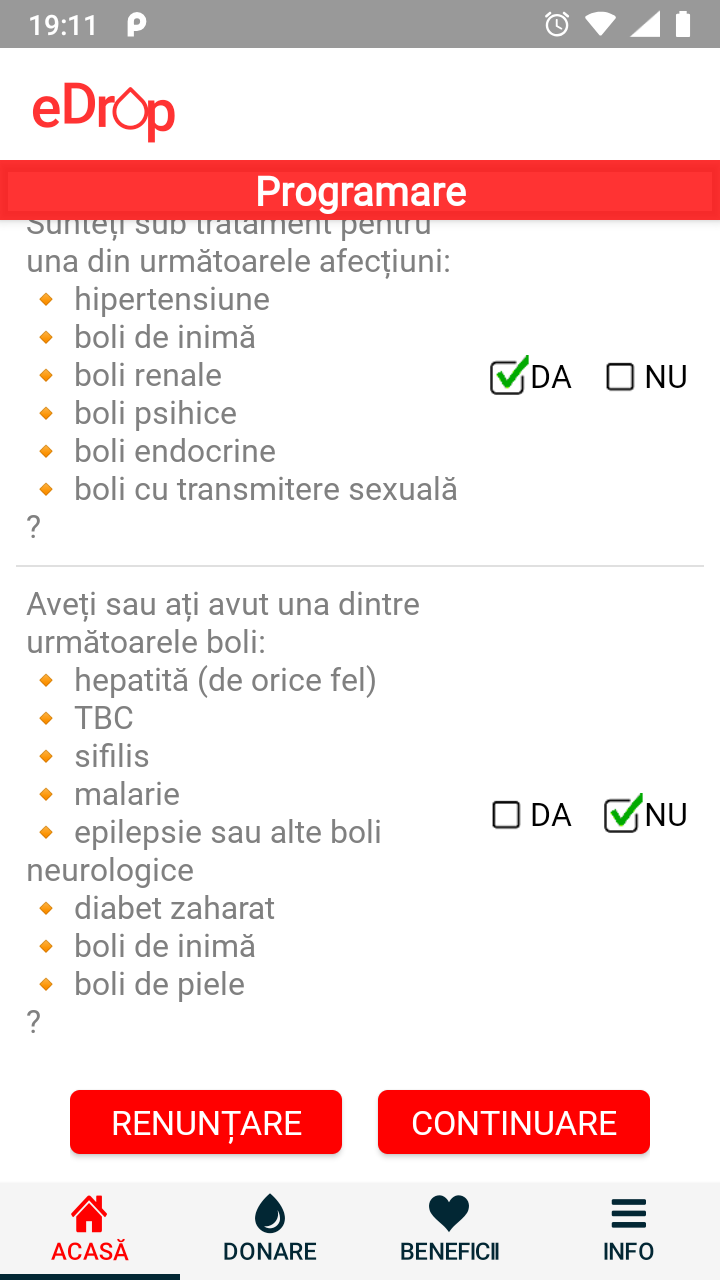 19:11
eDrop
Programare
Sunteți sub tratament pentru
una din următoarele afecțiuni:
🔸 hipertensiune
🔸 boli de inimă
🔸 boli renale
🔸 boli psihice
🔸 boli endocrine
🔸 boli cu transmitere sexuală
?
DA NU
Aveți sau ați avut una dintre
următoarele boli:
🔸 hepatită (de orice fel)
🔸 TBC
🔸 sifilis
🔸 malarie
🔸 epilepsie sau alte boli
neurologice
🔸 diabet zaharat
🔸 boli de inimă
🔸 boli de piele
?
DA NU
RENUNȚARE CONTINUARE
ACASĂ DONARE BENEFICII INFO